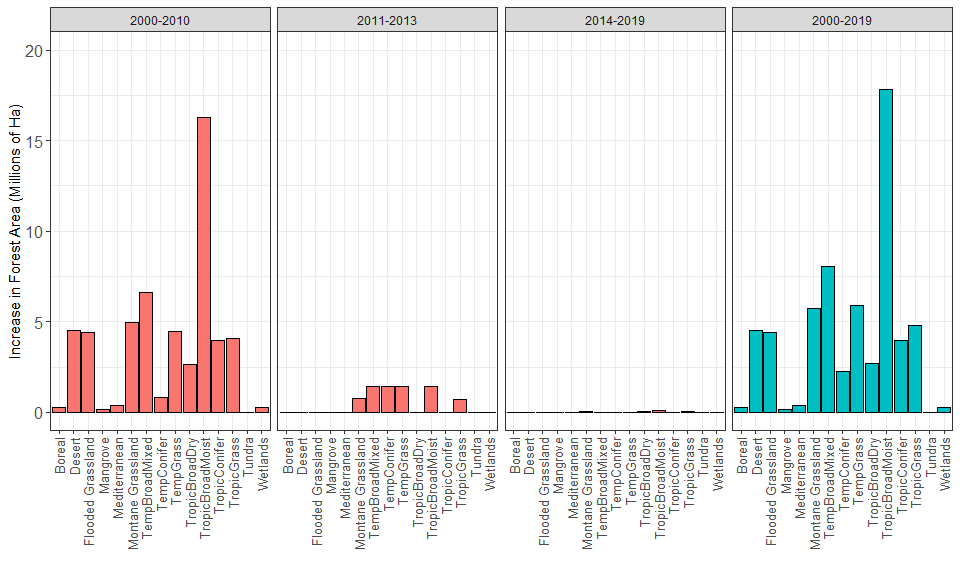 2000-2010
2011-2013
2014-2019
2000-2019
Increase in Forest Area (Millions of Ha)
20
15
10
5
0
Boreal
Desert
Flooded Grassland
Mangrove
Mediterranean
Montane Grassland
TempBroadMixed
TempConifer
TempGrass
TropicBroadDry
TropicBroadMoist
TropicConifer
TropicGrass
Tundra
Wetlands
Boreal
Desert
Flooded Grassland
Mangrove
Mediterranean
Montane Grassland
TempBroadMixed
TempConifer
TempGrass
TropicBroadDry
TropicBroadMoist
TropicConifer
TropicGrass
Tundra
Wetlands
Boreal
Desert
Flooded Grassland
Mangrove
Mediterranean
Montane Grassland
TempBroadMixed
TempConifer
TempGrass
TropicBroadDry
TropicBroadMoist
TropicConifer
TropicGrass
Tundra
Wetlands
Boreal
Desert
Flooded Grassland
Mangrove
Mediterranean
Montane Grassland
TempBroadMixed
TempConifer
TempGrass
TropicBroadDry
TropicBroadMoist
TropicConifer
TropicGrass
Tundra
Wetlands